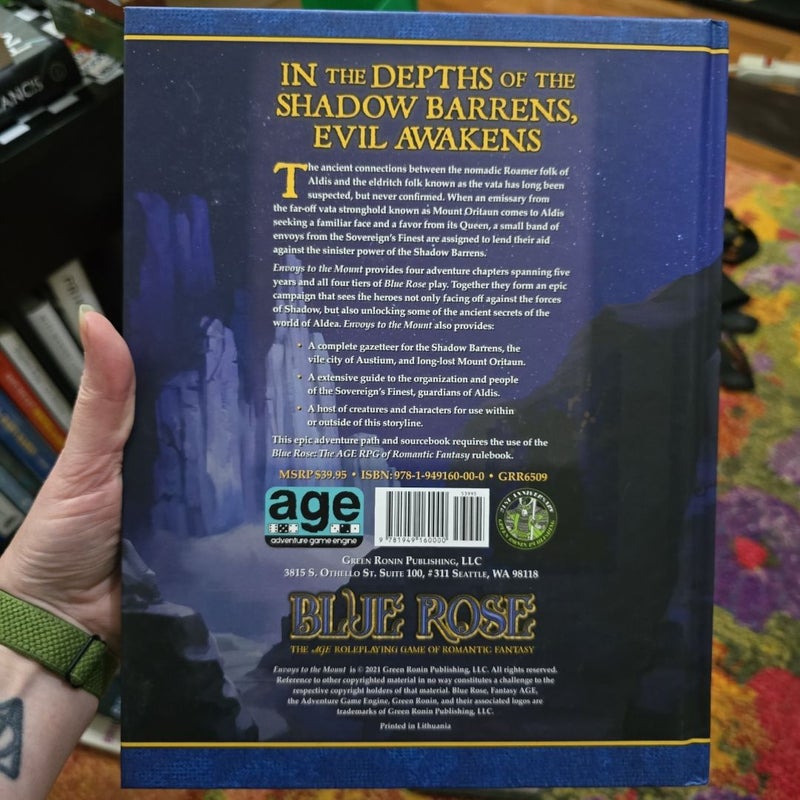 ANCIS
IN THE DEPTHS OF THE
SHADOW BARRENS,
EVIL AWAKENS
The ancient connections between the nomadic Roamer folk of
Aldis and the eldritch folk known as the vata has long been
suspected, but never confirmed. When an emissary from
the far-off vata stronghold known as Mount Oritaun comes to Aldis
seeking a familiar face and a favor from its Queen, a small band of
envoys from the Sovereign's Finest are assigned to lend their aid
against the sinister power of the Shadow Barrens.
Envoys to the Mount provides four adventure chapters spanning five
years and all four tiers of Blue Rose play. Together they form an epic
campaign that sees the heroes not only facing off against the forces
of Shadow, but also unlocking some of the ancient secrets of the
world of Aldea. Envoys to the Mount also provides:
• A complete gazetteer for the Shadow Barrens, the
vile city of Austium, and long-lost Mount Oritaun.
• A extensive guide to the organization and people
of the Sovereign's Finest, guardians of Aldis.
• A host of creatures and characters for use within
or outside of this storyline.
This epic adventure path and sourcebook requires the use of the
Blue Rose: The AGE RPG of Romantic Fantasy rulebook.
MSRP $39.95 • ISBN: 978-1-949160-00-0 • GRR6509
age
adventure game engine
53995
9 781949 160000
21ST ANNIVERSARY
GREEN RONIN PUBLISHING
Green Ronin Publishing, LLC
3815 S. Othello St. Suite 100, #311 Seattle, WA 98118
BLUE ROSE
THE AGE ROLEPLAYING GAME OF ROMANTIC FANTASY
Envoys to the Mount is © 2021 Green Ronin Publishing, LLC. All rights reserved.
Reference to other copyrighted material in no way constitutes a challenge to the
respective copyright holders of that material. Blue Rose, Fantasy AGE,
the Adventure Game Engine, Green Ronin, and their associated logos are
trademarks of Green Ronin Publishing, LLC.
Printed in Lithuania